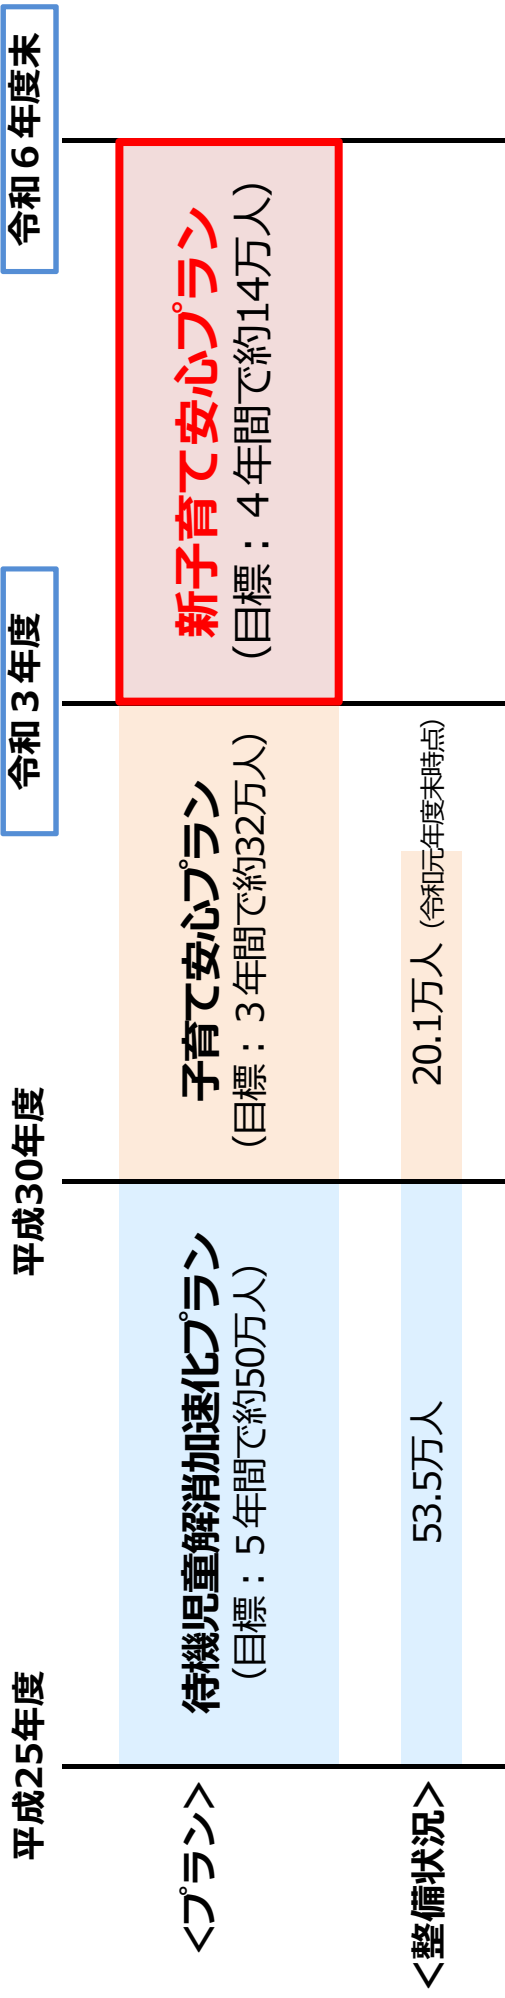 平成25年度
平成30年度
令和３年度
令和６年度末
<プラン>
待機児童解消加速化プラン
(目標：５年間で約50万人)
子育て安心プラン
(目標：３年間で約32万人)
新子育て安心プラン
(目標：４年間で約14万人)
<整備状況>
53.5万人
20.1万人（令和元年度末時点）